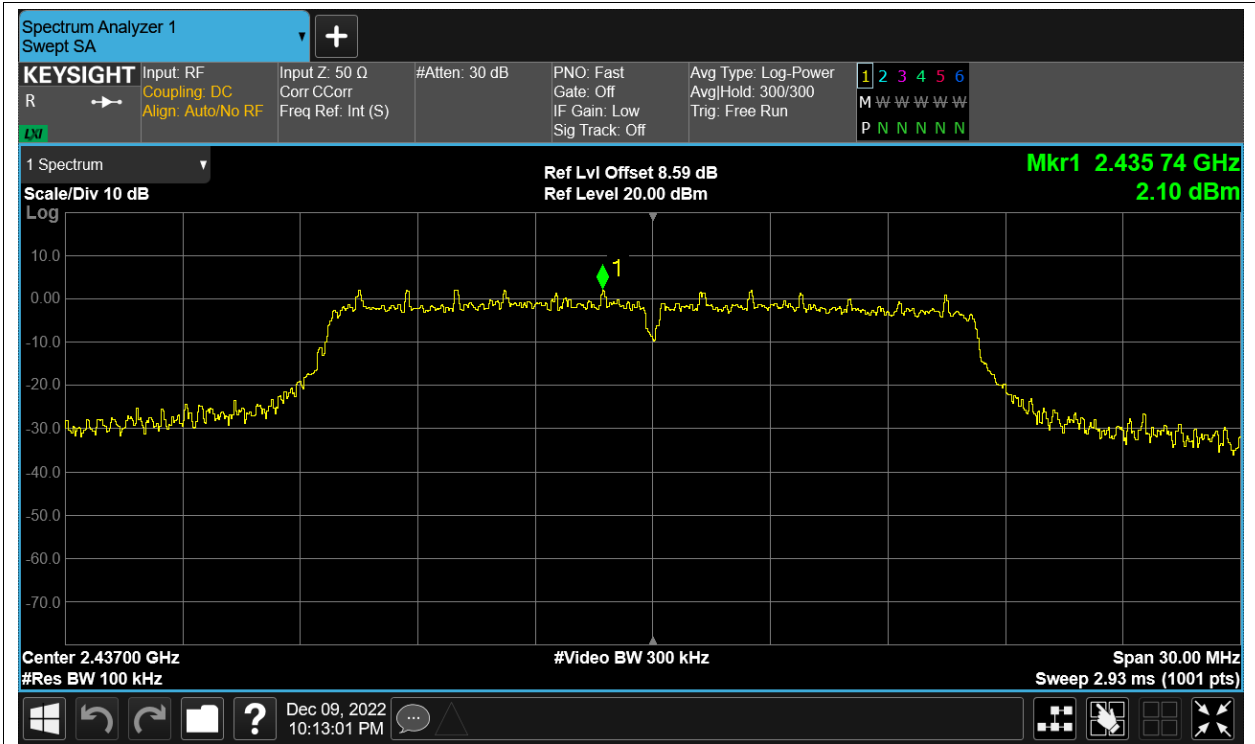 Spectrum Analyzer 1
Swept SA
+
KEYSIGHT
R
LXI
Input: RF
Coupling: DC
Align: Auto/No RF
Input Z: 50 Ω
Corr CCorr
Freq Ref: Int (S)
#Atten: 30 dB
PNO: Fast
Gate: Off
IF Gain: Low
Sig Track: Off
Avg Type: Log-Power
Avg|Hold: 300/300
Trig: Free Run
1 2 3 4 5 6
M W W W W W
P N N N N N
1 Spectrum
Scale/Div 10 dB
Log
Ref Lvl Offset 8.59 dB
Ref Level 20.00 dBm
Mkr1 2.435 74 GHz
2.10 dBm
1
10.0
0.00
-10.0
-20.0
-30.0
-40.0
-50.0
-60.0
-70.0
Center 2.43700 GHz
#Res BW 100 kHz
#Video BW 300 kHz
Span 30.00 MHz
Sweep 2.93 ms (1001 pts)
?
Dec 09, 2022
10:13:01 PM